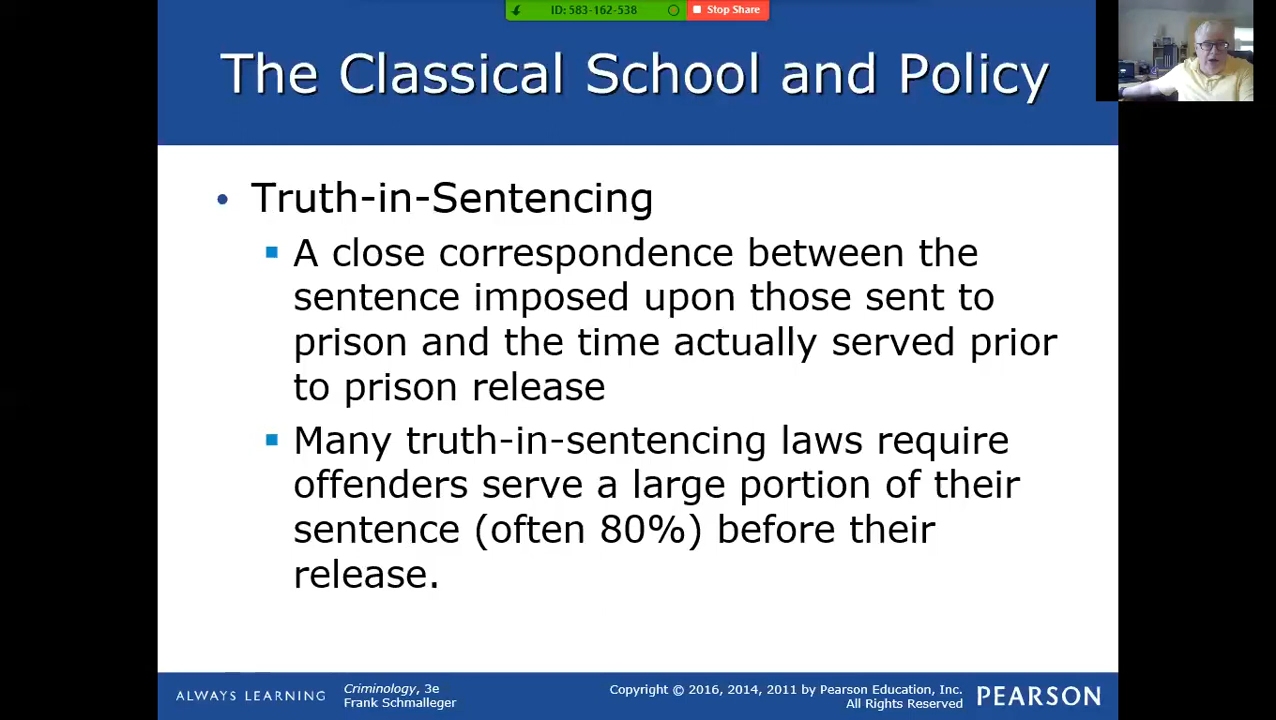 ID: 583-162-538
Stop Share
The Classical School and Policy
• Truth-in-Sentencing
▪ A close correspondence between the
sentence imposed upon those sent to
prison and the time actually served prior
to prison release
▪ Many truth-in-sentencing laws require
offenders serve a large portion of their
sentence (often 80%) before their
release.
ALWAYS LEARNING
Criminology, 3e
Frank Schmalleger
Copyright © 2016, 2014, 2011 by Pearson Education, Inc.
All Rights Reserved
PEARSON